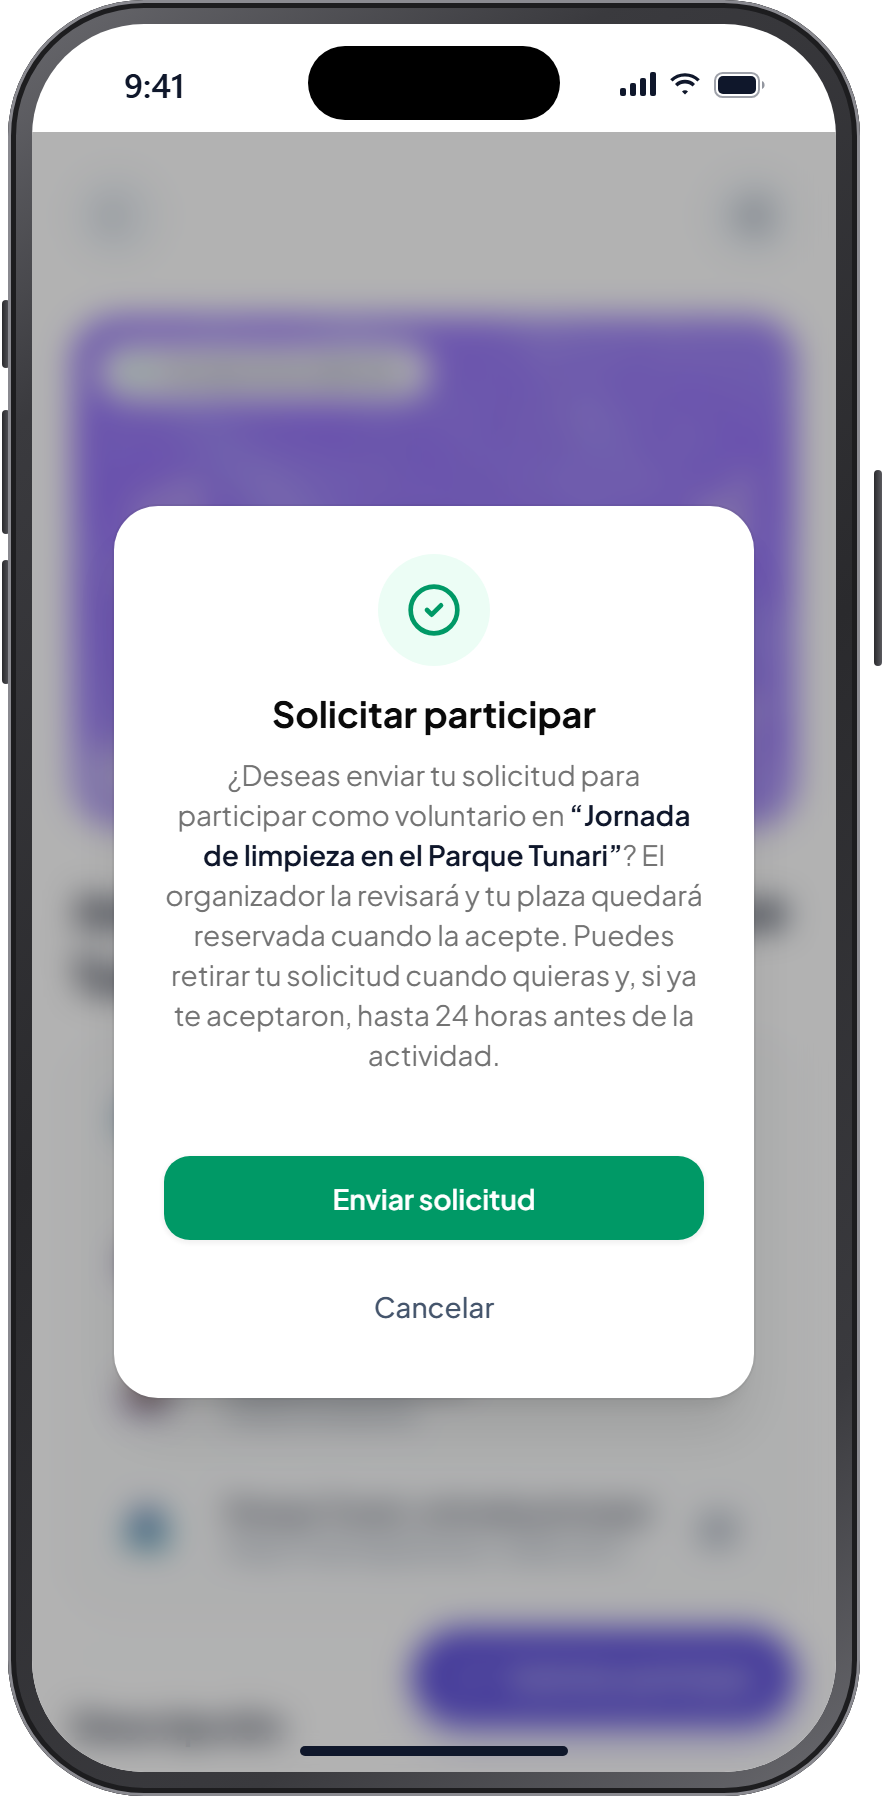 9:41
Solicitar participar
¿Deseas enviar tu solicitud para
participar como voluntario en “Jornada
de limpieza en el Parque Tunari”? El
organizador la revisará y tu plaza quedará
reservada cuando la acepte. Puedes
retirar tu solicitud cuando quieras y, si ya
te aceptaron, hasta 24 horas antes de la
actividad.
Enviar solicitud
Cancelar